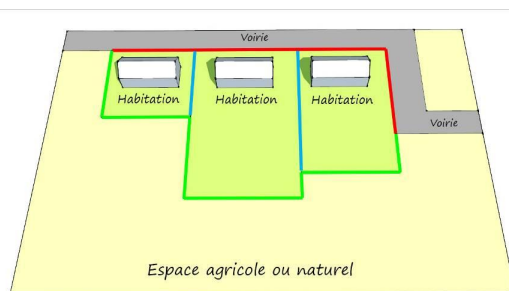 Voirie
Habitation
Habitation
Habitation
Voirie
Espace agricole ou naturel